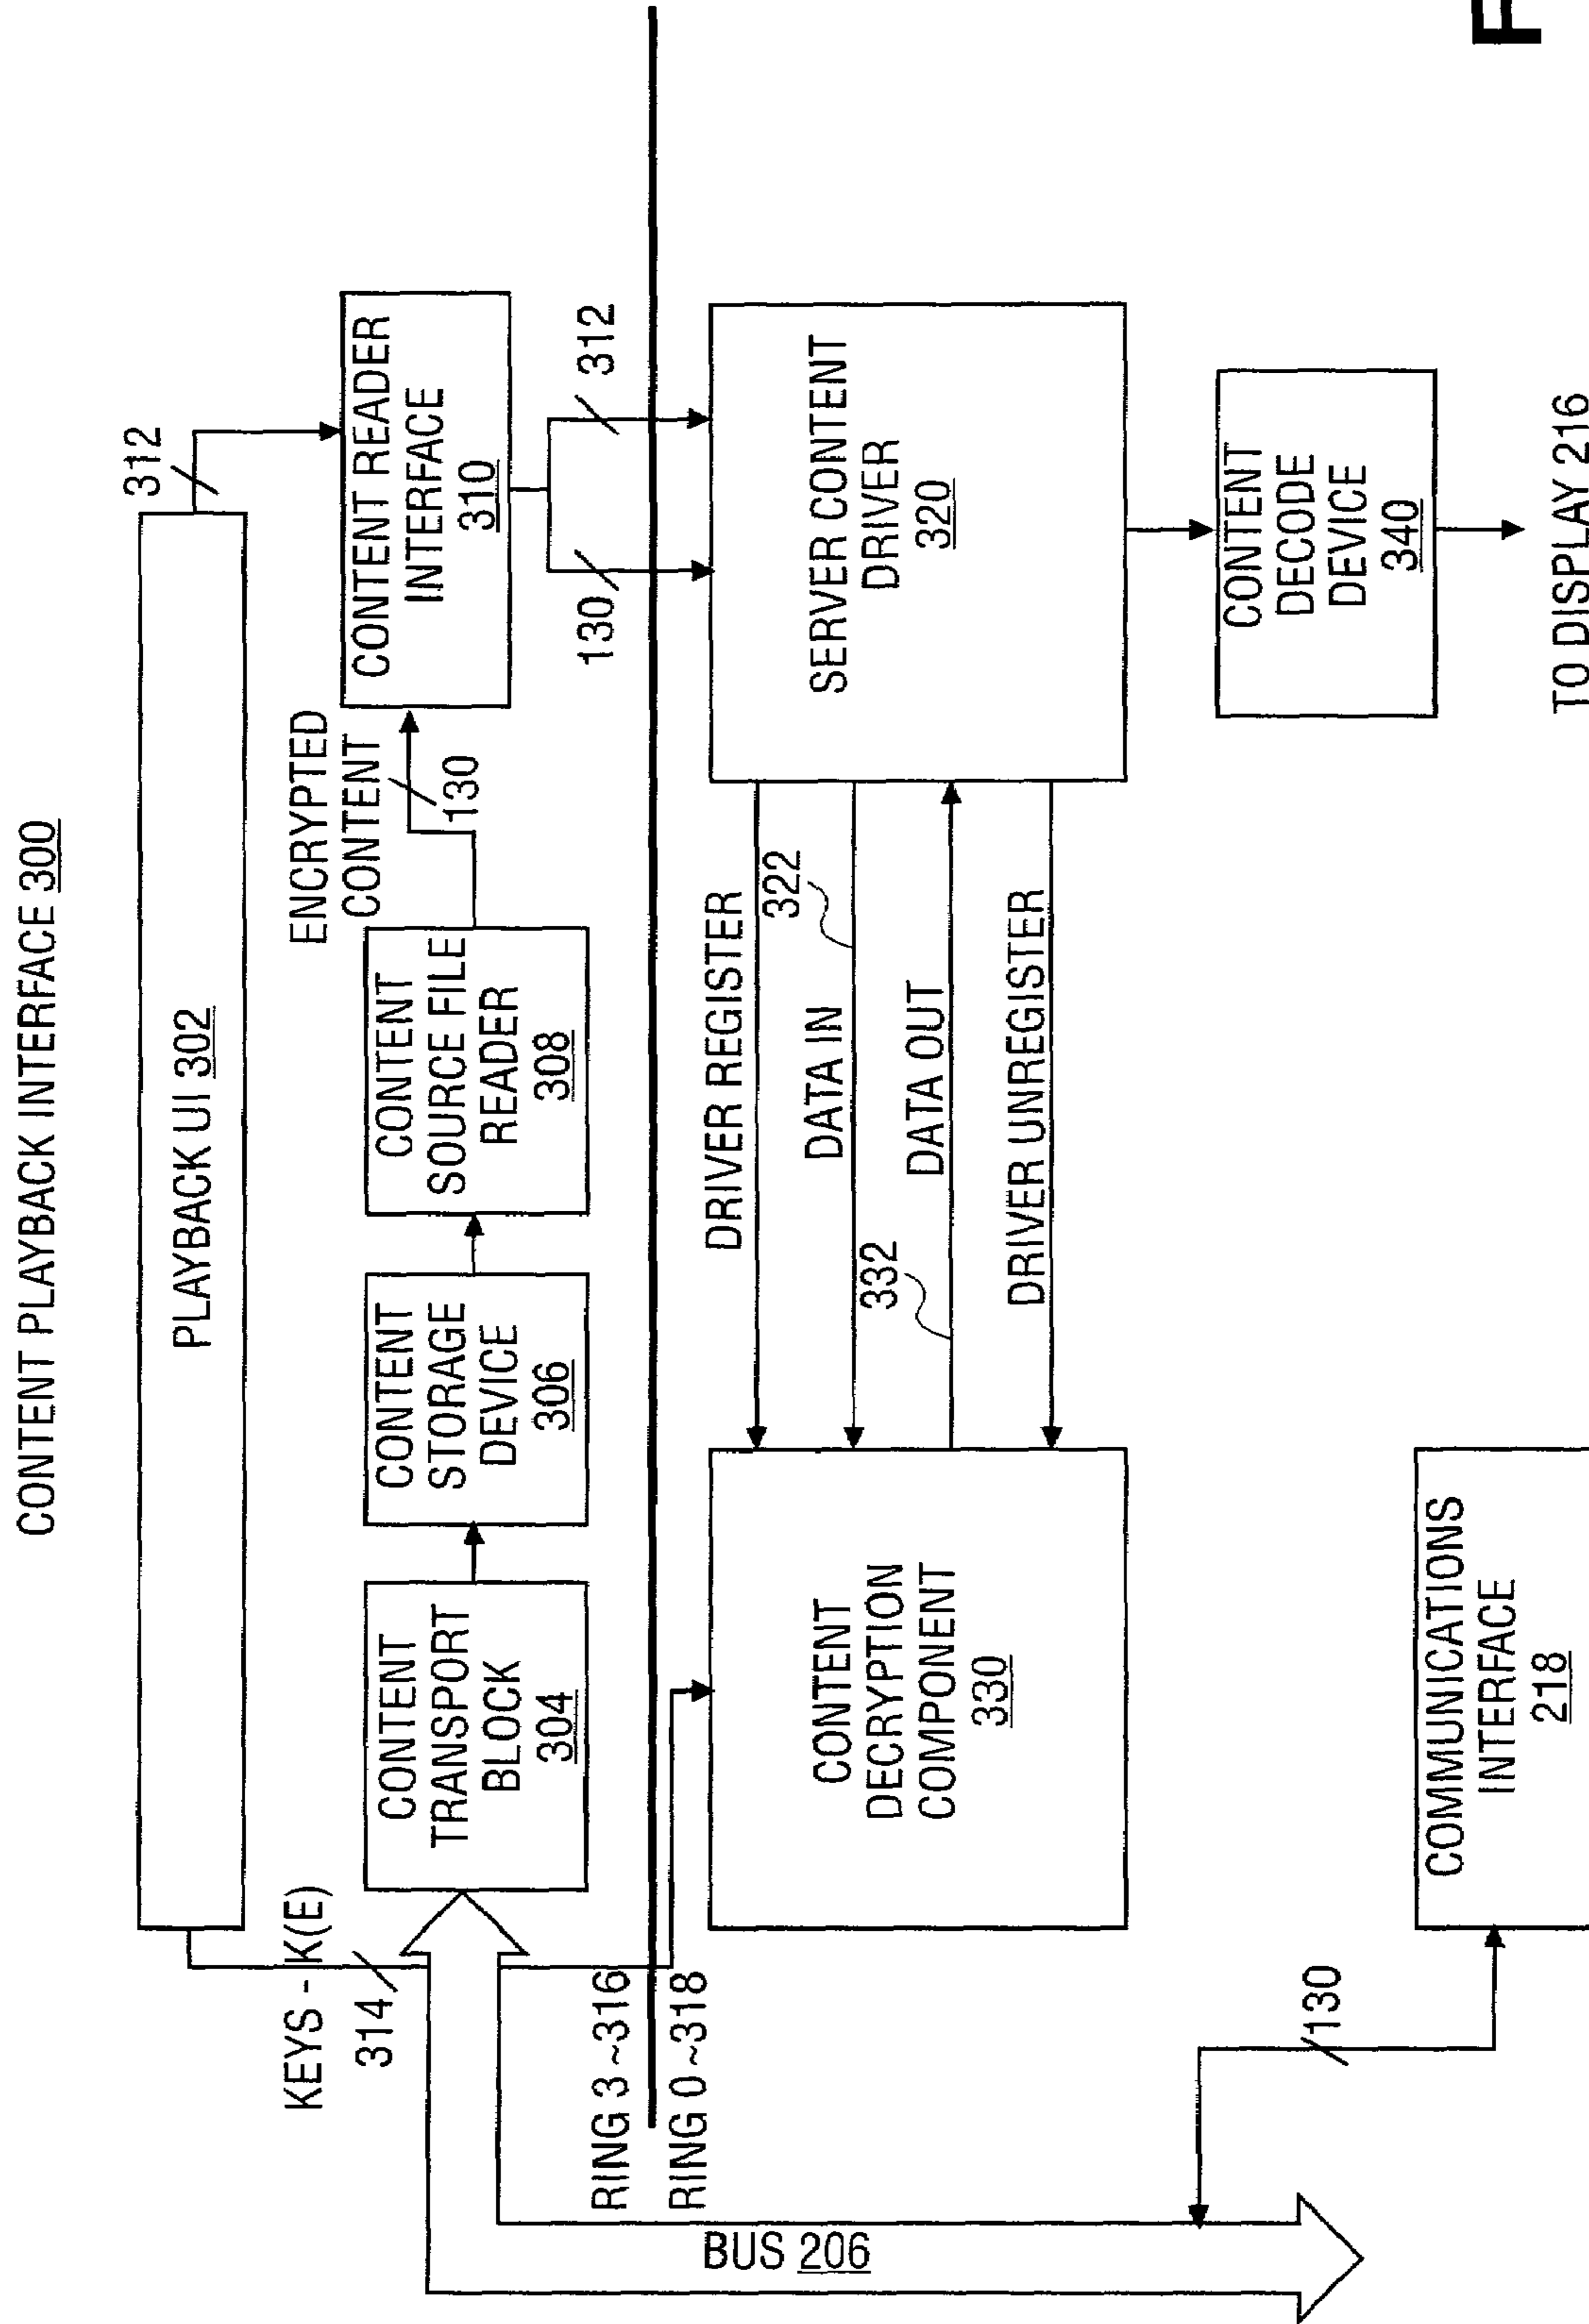 CONTENT PLAYBACK INTERFACE 300
PLAYBACK UI 302
312
KEYS - K(E)
314
ENCRYPTED
CONTENT
130
CONTENT
TRANSPORT
BLOCK
304
CONTENT
STORAGE
DEVICE
306
CONTENT
SOURCE FILE
READER
308
CONTENT READER
INTERFACE
310
130
312
RING 3 ~316
RING 0 ~318
BUS 206
CONTENT
DECRYPTION
COMPONENT
330
DRIVER REGISTER
322
DATA IN
332
DATA OUT
DRIVER UNREGISTER
SERVER CONTENT
DRIVER
320
CONTENT
DECODE
DEVICE
340
TO DISPLAY 216
130
COMMUNICATIONS
INTERFACE
218